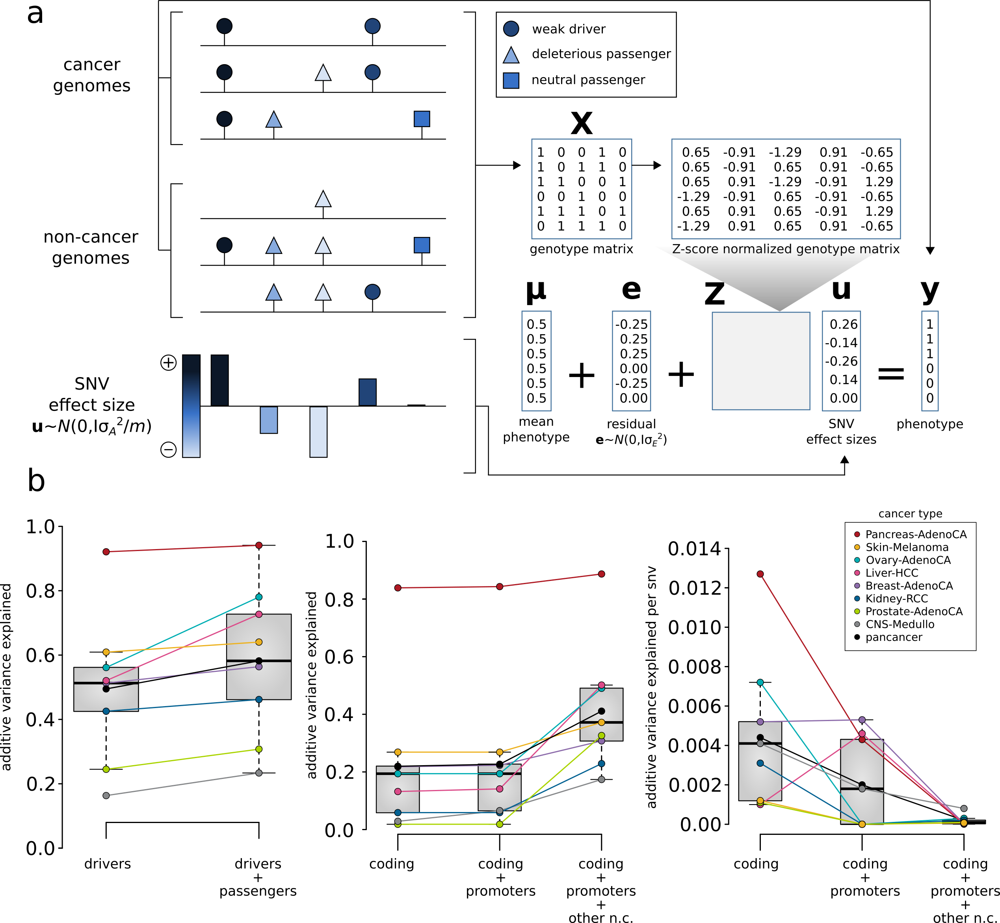 a
cancer
genomes
weak driver
deleterious passenger
neutral passenger
X
1 0 0 1 0
1 0 1 1 0
1 1 0 0 1
0 0 1 0 0
1 1 1 0 1
0 1 1 1 0
genotype matrix
0.65 -0.91 -1.29 0.91 -0.65
0.65 -0.91 0.65 0.91 -0.65
0.65 0.91 -1.29 -0.91 1.29
-1.29 -0.91 0.65 -0.91 -0.65
0.65 0.91 0.65 -0.91 1.29
-1.29 0.91 0.65 0.91 -0.65
Z-score normalized genotype matrix
non-cancer
genomes
μ
0.5
0.5
0.5
0.5
0.5
0.5
mean
phenotype
+
e
-0.25
0.25
0.25
0.00
-0.25
0.00
residual
e~N(0,Iσ_E²)
+
Z
u
0.26
-0.14
-0.26
0.14
0.00
SNV
effect sizes
=
y
1
1
1
0
0
0
phenotype
SNV
effect size
u~N(0,Iσ_A²/m)
+
−
b
additive variance explained
1.0
0.8
0.6
0.4
0.2
0.0
drivers
drivers
+
passengers
additive variance explained
1.0
0.8
0.6
0.4
0.2
0.0
coding
coding
+
promoters
coding
+
promoters
+
other n.c.
additive variance explained per snv
0.014
0.012
0.010
0.008
0.006
0.004
0.002
0.00
coding
coding
+
promoters
coding
+
promoters
+
other n.c.
cancer type
Pancreas-AdenoCA
Skin-Melanoma
Ovary-AdenoCA
Liver-HCC
Breast-AdenoCA
Kidney-RCC
Prostate-AdenoCA
CNS-Medullo
pancancer